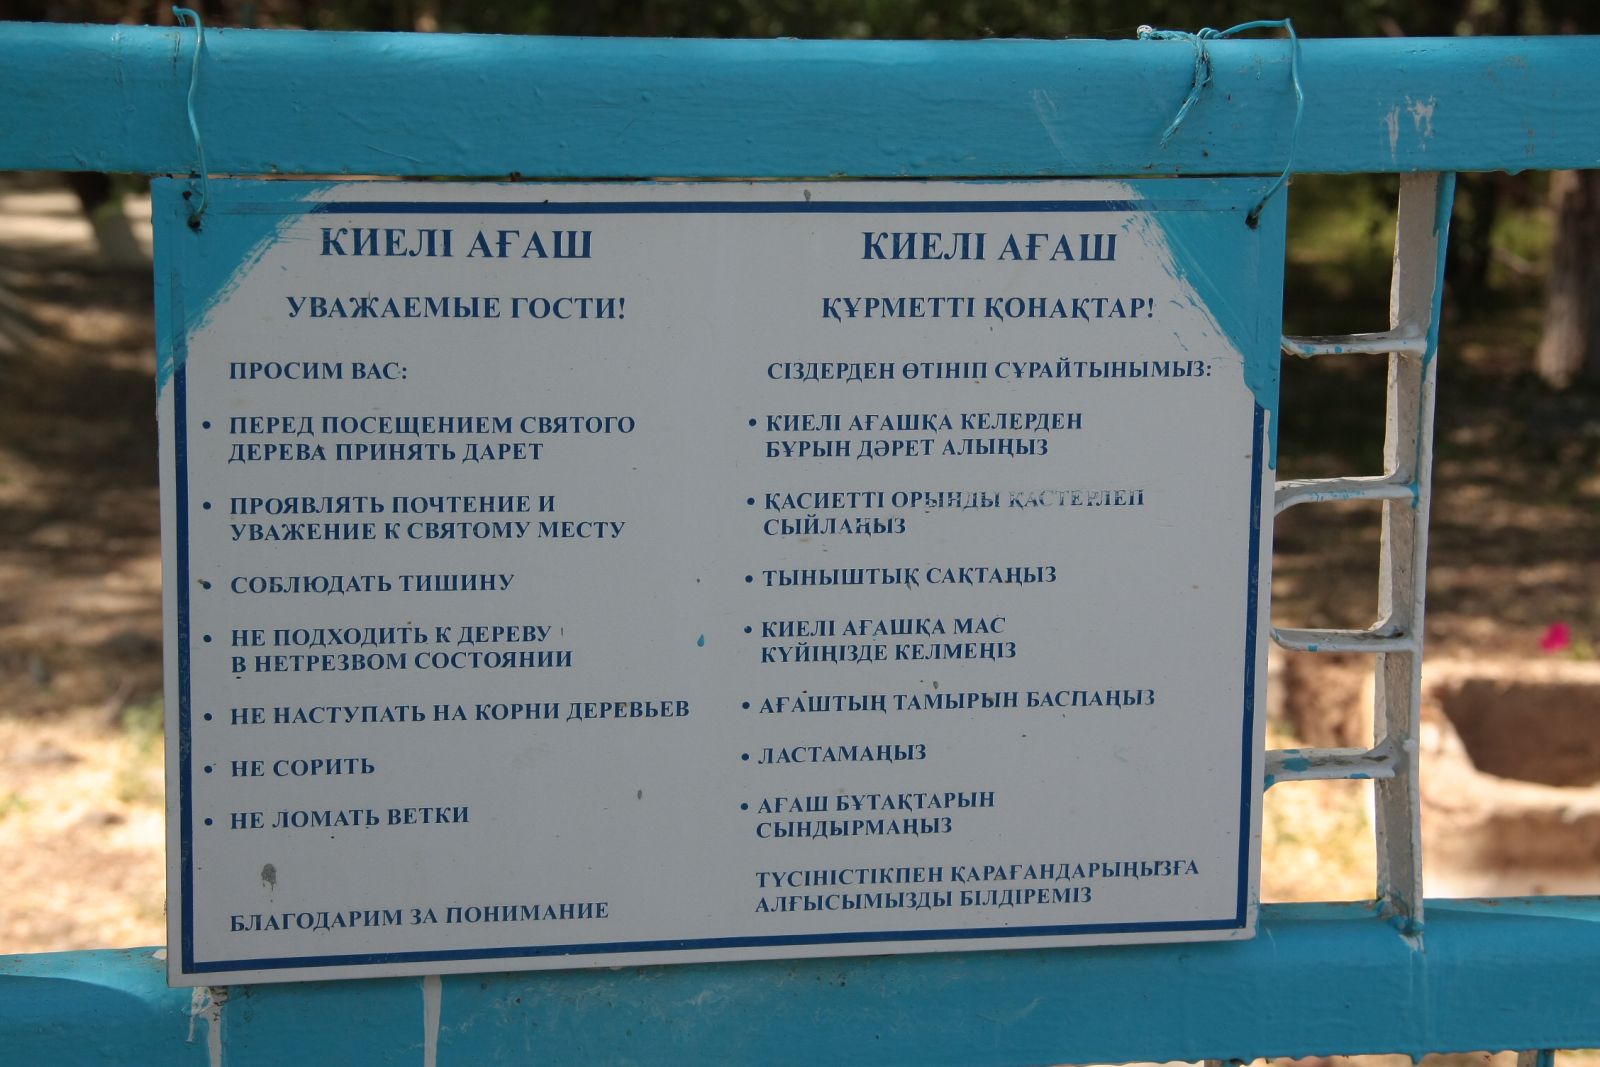 КИЕЛІ АҒАШ
УВАЖАЕМЫЕ ГОСТИ!
ПРОСИМ ВАС:
• ПЕРЕД ПОСЕЩЕНИЕМ СВЯТОГО
ДЕРЕВА ПРИНЯТЬ ДАРЕТ
• ПРОЯВЛЯТЬ ПОЧТЕНИЕ И
УВАЖЕНИЕ К СВЯТОМУ МЕСТУ
• СОБЛЮДАТЬ ТИШИНУ
• НЕ ПОДХОДИТЬ К ДЕРЕВУ
В НЕТРЕЗВОМ СОСТОЯНИИ
• НЕ НАСТУПАТЬ НА КОРНИ ДЕРЕВЬЕВ
• НЕ СОРИТЬ
• НЕ ЛОМАТЬ ВЕТКИ
БЛАГОДАРИМ ЗА ПОНИМАНИЕ
КИЕЛІ АҒАШ
ҚҰРМЕТТІ ҚОНАҚТАР!
СІЗДЕРДЕН ӨТІНІП СҰРАЙТЫНЫМЫЗ:
• КИЕЛІ АҒАШҚА КЕЛЕРДЕН
БҰРЫН ДӘРЕТ АЛЫҢЫЗ
• ҚАСИЕТТІ ОРЫНДЫ ҚАСТЕРЛЕП
СЫЙЛАҢЫЗ
• ТЫНЫШТЫҚ САҚТАҢЫЗ
• КИЕЛІ АҒАШҚА МАС
КҮЙІҢІЗДЕ КЕЛМЕҢІЗ
• АҒАШТЫҢ ТАМЫРЫН БАСПАҢЫЗ
• ЛАСТАМАҢЫЗ
• АҒАШ БҰТАҚТАРЫН
СЫНДЫРМАҢЫЗ
ТҮСІНІСТІКПЕН ҚАРАҒАНДАРЫҢЫЗҒА
АЛҒЫСЫМЫЗДЫ БІЛДІРЕМІЗ